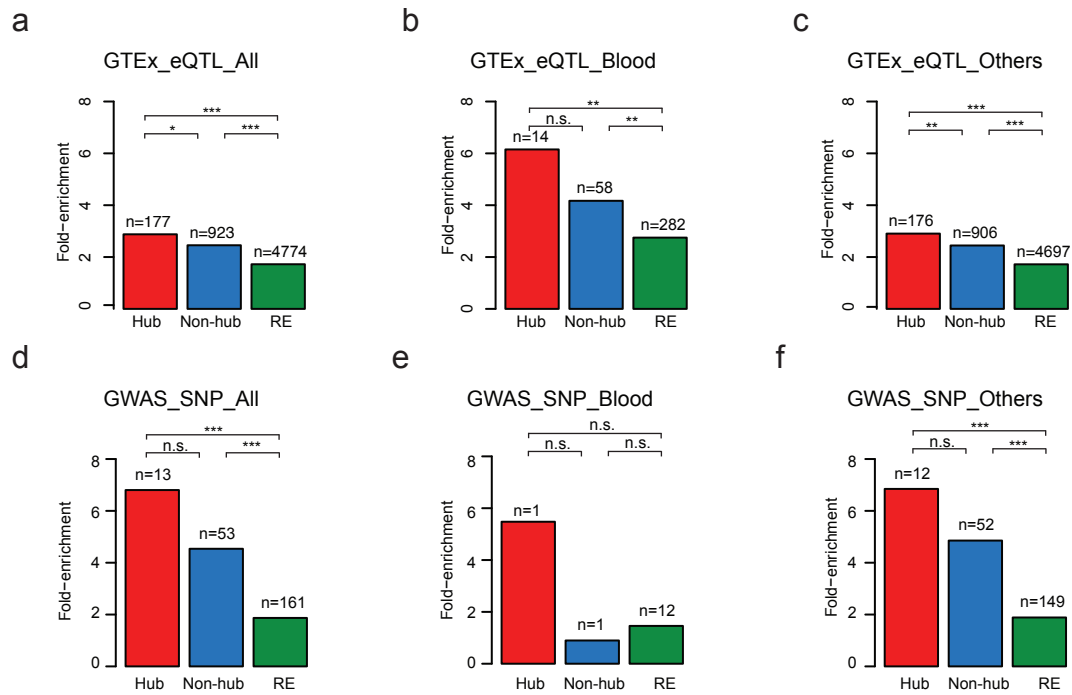 a
GTEx_eQTL_All
Fold-enrichment
8
6
4
2
0
***
*
***
n=177
n=923
n=4774
Hub
Non-hub
RE
b
GTEx_eQTL_Blood
Fold-enrichment
8
6
4
2
0
**
n.s.
**
n=14
n=58
n=282
Hub
Non-hub
RE
c
GTEx_eQTL_Others
Fold-enrichment
8
6
4
2
0
***
**
***
n=176
n=906
n=4697
Hub
Non-hub
RE
d
GWAS_SNP_All
Fold-enrichment
8
6
4
2
0
***
n.s.
***
n=13
n=53
n=161
Hub
Non-hub
RE
e
GWAS_SNP_Blood
Fold-enrichment
8
6
4
2
0
n.s.
n.s.
n.s.
n=1
n=1
n=12
Hub
Non-hub
RE
f
GWAS_SNP_Others
Fold-enrichment
8
6
4
2
0
***
n.s.
***
n=12
n=52
n=149
Hub
Non-hub
RE